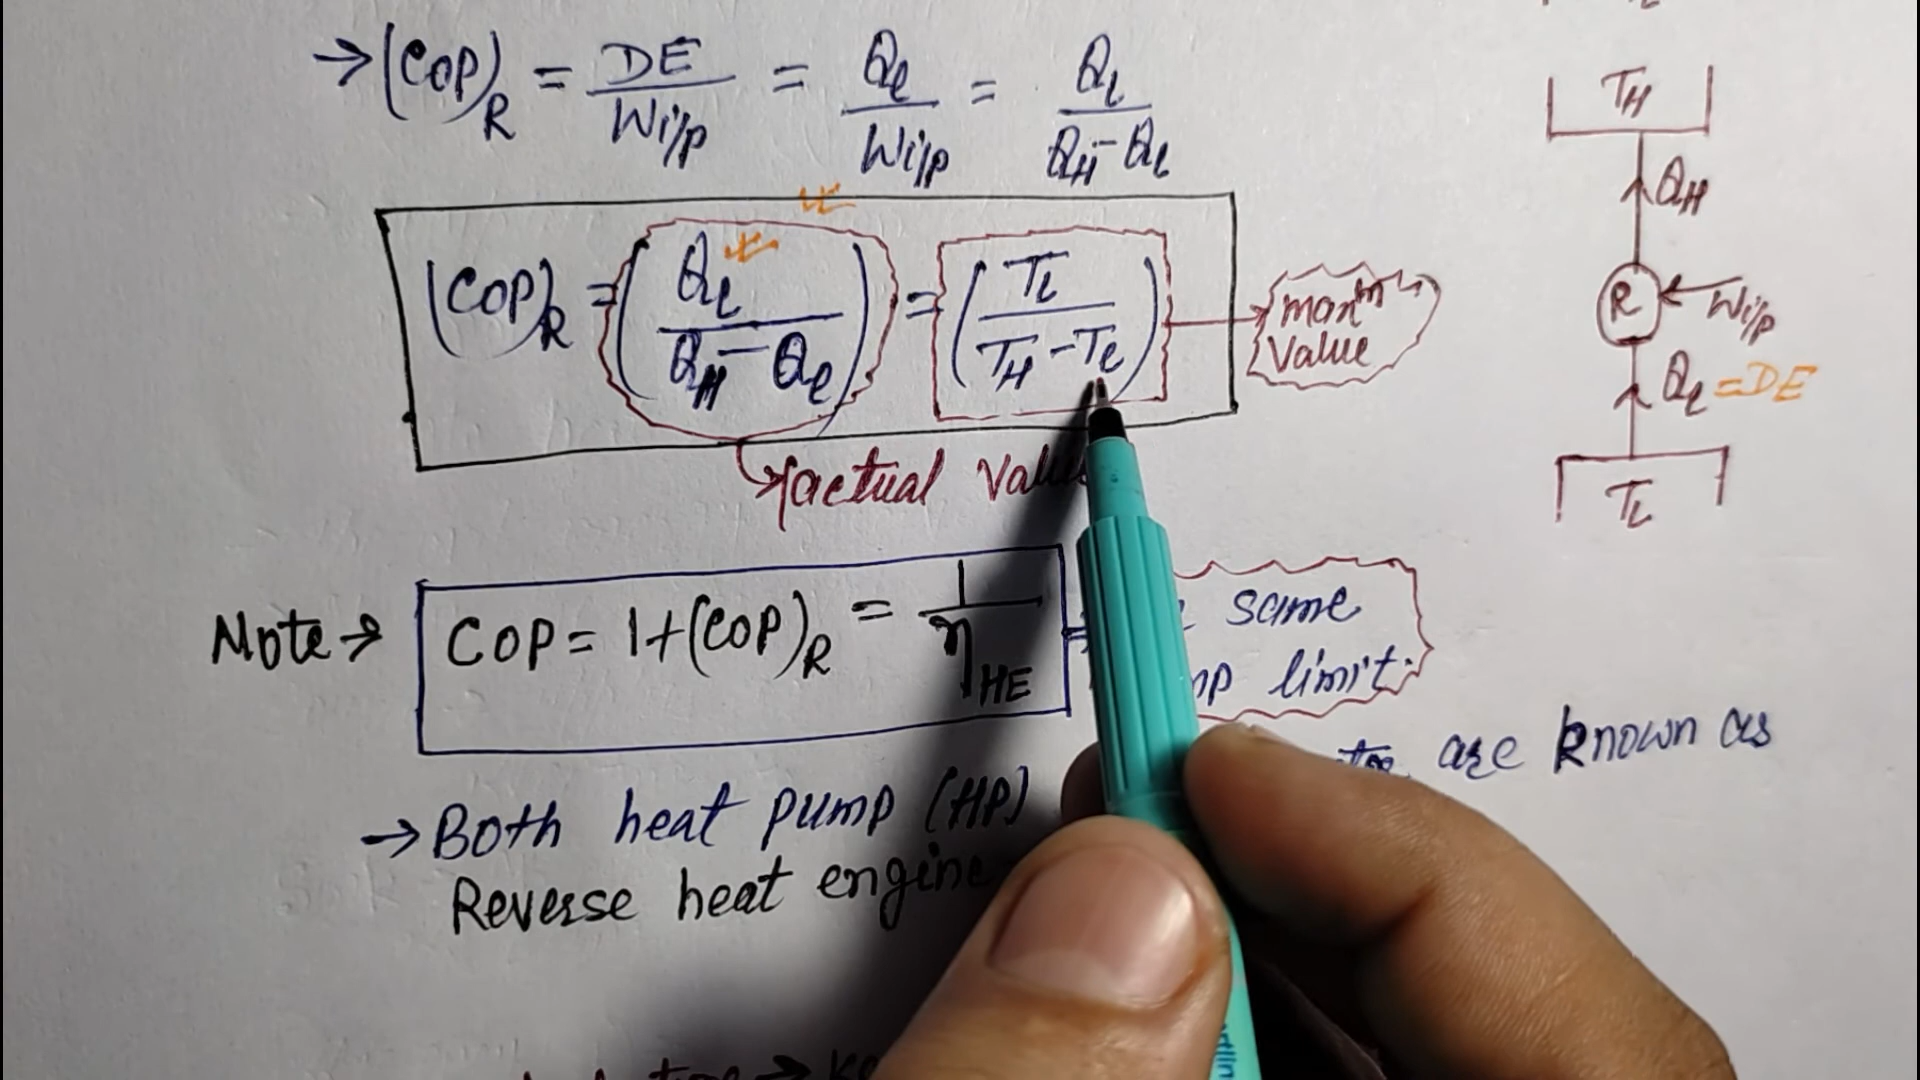 → (COP)R = DE/Wi/p = Ql/Wi/p = QL/QH-Ql
(COP)R = (Ql/QH-Ql) = (TL/TH-Tl)
maxm value
actual
Note → COP = 1+(COP)R = 1/ηHE
same
limit.
→ Both heat pump (HP) are known as
Reverse heat engine
TH
QH
R
Wi/p
Ql = DE
TL